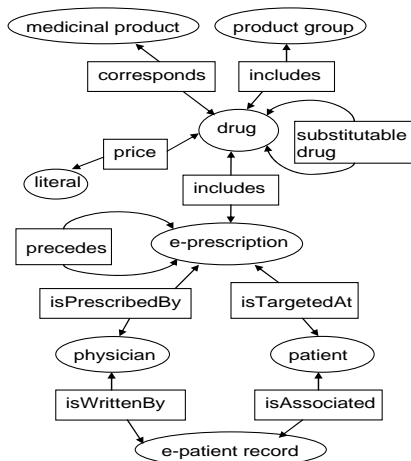 medicinal product
product group
corresponds
includes
drug
substitutable
drug
price
literal
includes
precedes
e-prescription
isPrescribedBy
isTargetedAt
physician
patient
isWrittenBy
isAssociated
e-patient record